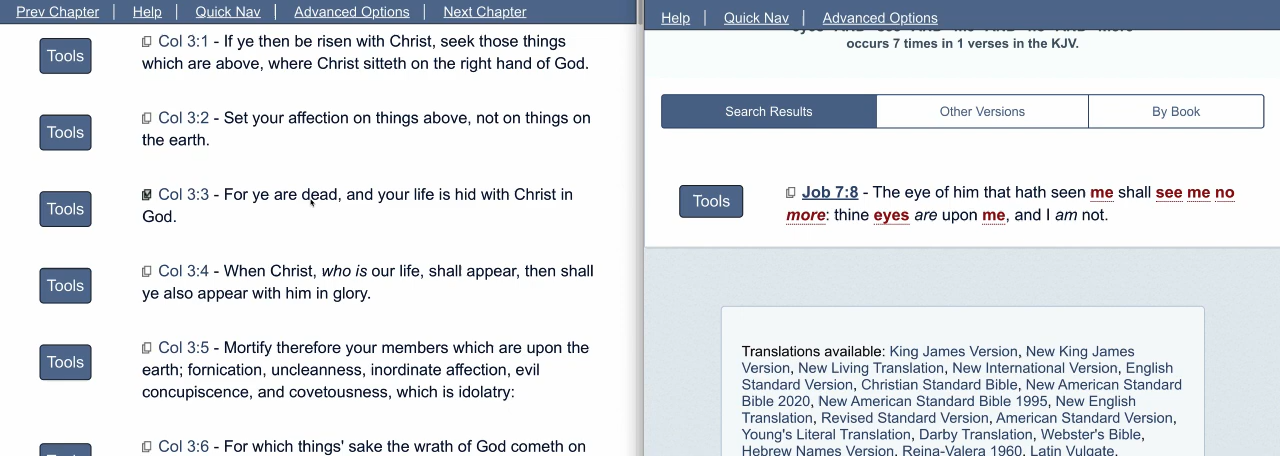 Prev Chapter | Help | Quick Nav | Advanced Options | Next Chapter
Tools
Col 3:1 - If ye then be risen with Christ, seek those things
which are above, where Christ sitteth on the right hand of God.
Tools
Col 3:2 - Set your affection on things above, not on things on
the earth.
Tools
Col 3:3 - For ye are dead, and your life is hid with Christ in
God.
Tools
Col 3:4 - When Christ, who is our life, shall appear, then shall
ye also appear with him in glory.
Tools
Col 3:5 - Mortify therefore your members which are upon the
earth; fornication, uncleanness, inordinate affection, evil
concupiscence, and covetousness, which is idolatry:
Tools
Col 3:6 - For which things' sake the wrath of God cometh on
Help | Quick Nav | Advanced Options
occurs 7 times in 1 verses in the KJV.
Search Results
Other Versions
By Book
Tools
Job 7:8 - The eye of him that hath seen me shall see me no
more: thine eyes are upon me, and I am not.
Translations available: King James Version, New King James
Version, New Living Translation, New International Version, English
Standard Version, Christian Standard Bible, New American Standard
Bible 2020, New American Standard Bible 1995, New English
Translation, Revised Standard Version, American Standard Version,
Young's Literal Translation, Darby Translation, Webster's Bible,
Hebrew Names Version, Reina-Valera 1960, Latin Vulgate,